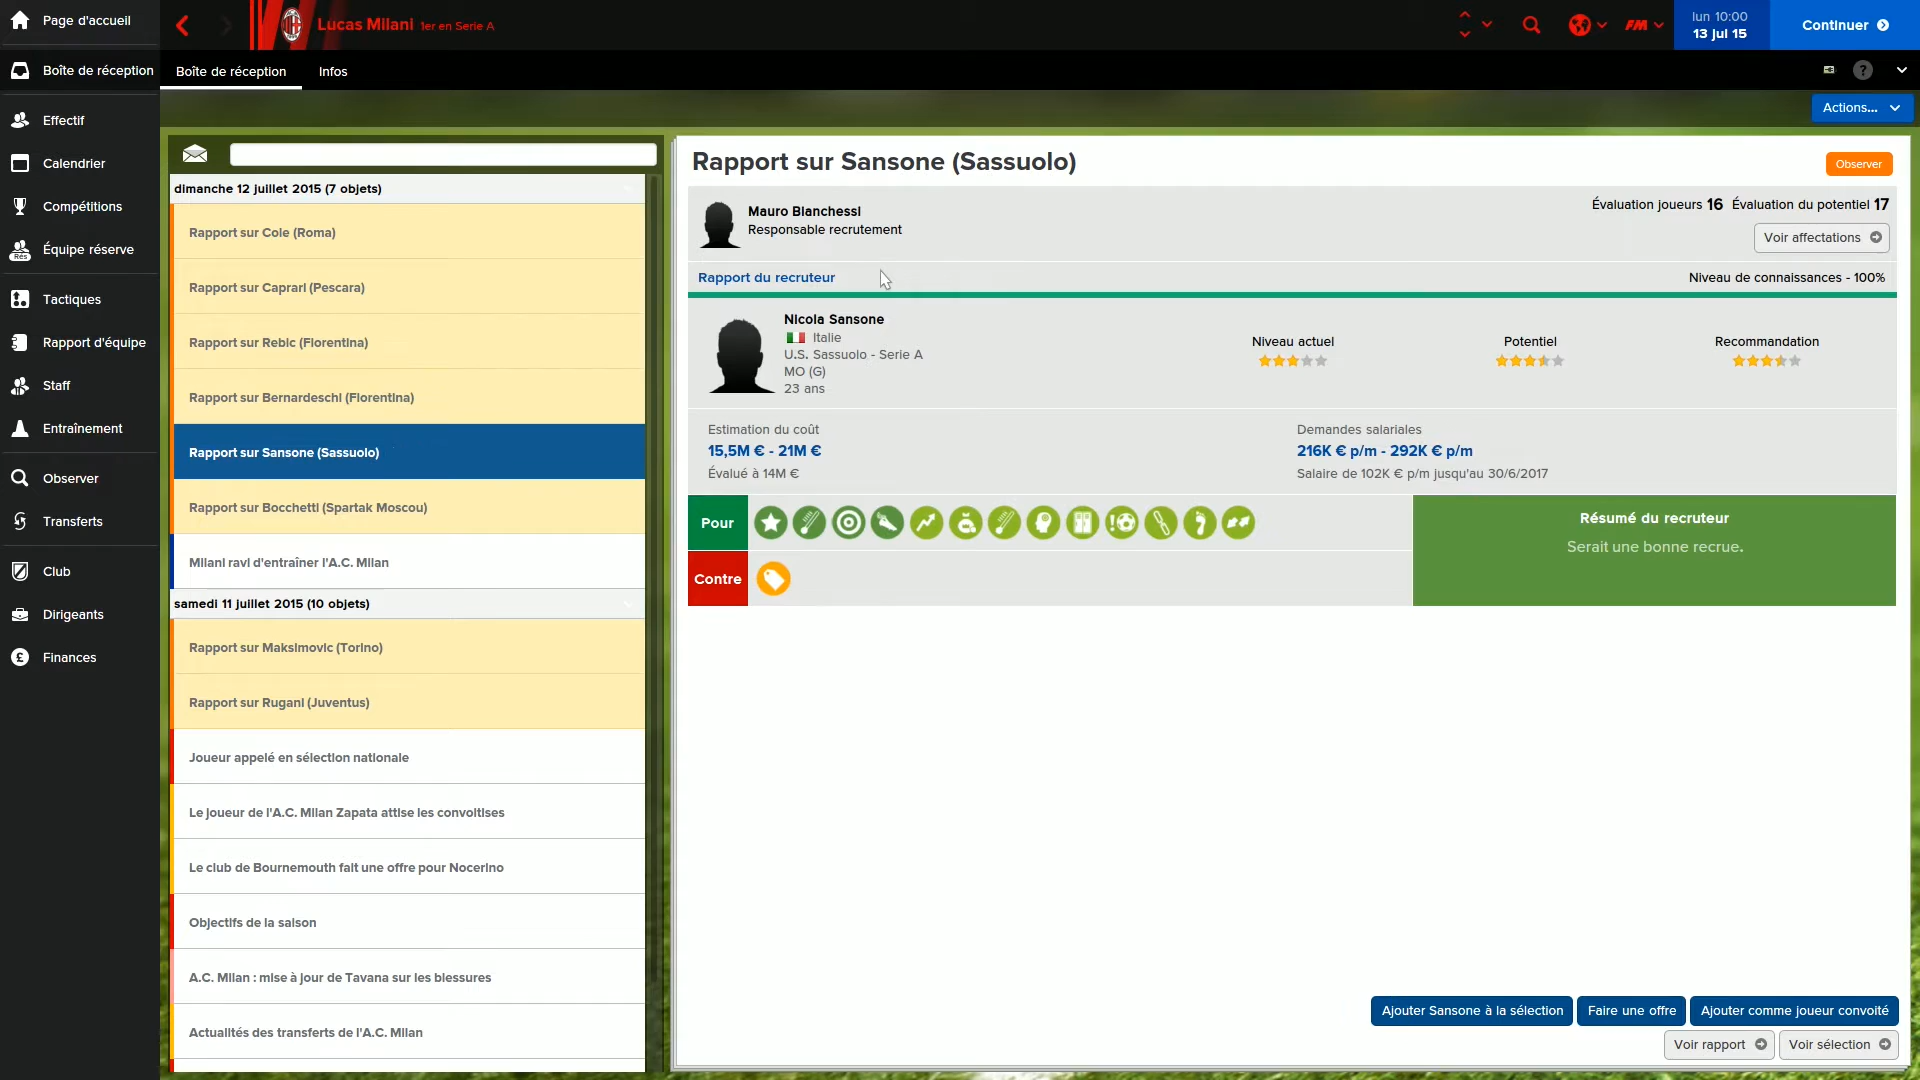 Page d'accueil
Boîte de réception
Effectif
Calendrier
Compétitions
Rés
Équipe réserve
Tactiques
Rapport d'équipe
Staff
Entraînement
Observer
Transferts
Club
Dirigeants
Finances
Lucas Milani 1er en Serie A
FM
lun 10:00
13 jul 15
Continuer
Boîte de réception
Infos
?
Actions...
dimanche 12 juillet 2015 (7 objets)
Rapport sur Cole (Roma)
Rapport sur Caprari (Pescara)
Rapport sur Rebic (Fiorentina)
Rapport sur Bernardeschi (Fiorentina)
Rapport sur Sansone (Sassuolo)
Rapport sur Bocchetti (Spartak Moscou)
Milani ravi d'entraîner l'A.C. Milan
samedi 11 juillet 2015 (10 objets)
Rapport sur Maksimovic (Torino)
Rapport sur Rugani (Juventus)
Joueur appelé en sélection nationale
Le joueur de l'A.C. Milan Zapata attise les convoitises
Le club de Bournemouth fait une offre pour Nocerino
Objectifs de la saison
A.C. Milan : mise à jour de Tavana sur les blessures
Actualités des transferts de l'A.C. Milan
Rapport sur Sansone (Sassuolo)
Observer
Mauro Bianchessi
Responsable recrutement
Évaluation joueurs 16 Évaluation du potentiel 17
Voir affectations
Rapport du recruteur
Niveau de connaissances - 100%
Nicola Sansone
Italie
U.S. Sassuolo - Serie A
MO (G)
23 ans
Niveau actuel
Potentiel
Recommandation
Estimation du coût
15,5M € - 21M €
Évalué à 14M €
Demandes salariales
216K € p/m - 292K € p/m
Salaire de 102K € p/m jusqu'au 30/6/2017
Pour
Contre
Résumé du recruteur
Serait une bonne recrue.
Ajouter Sansone à la sélection
Faire une offre
Ajouter comme joueur convoité
Voir rapport
Voir sélection